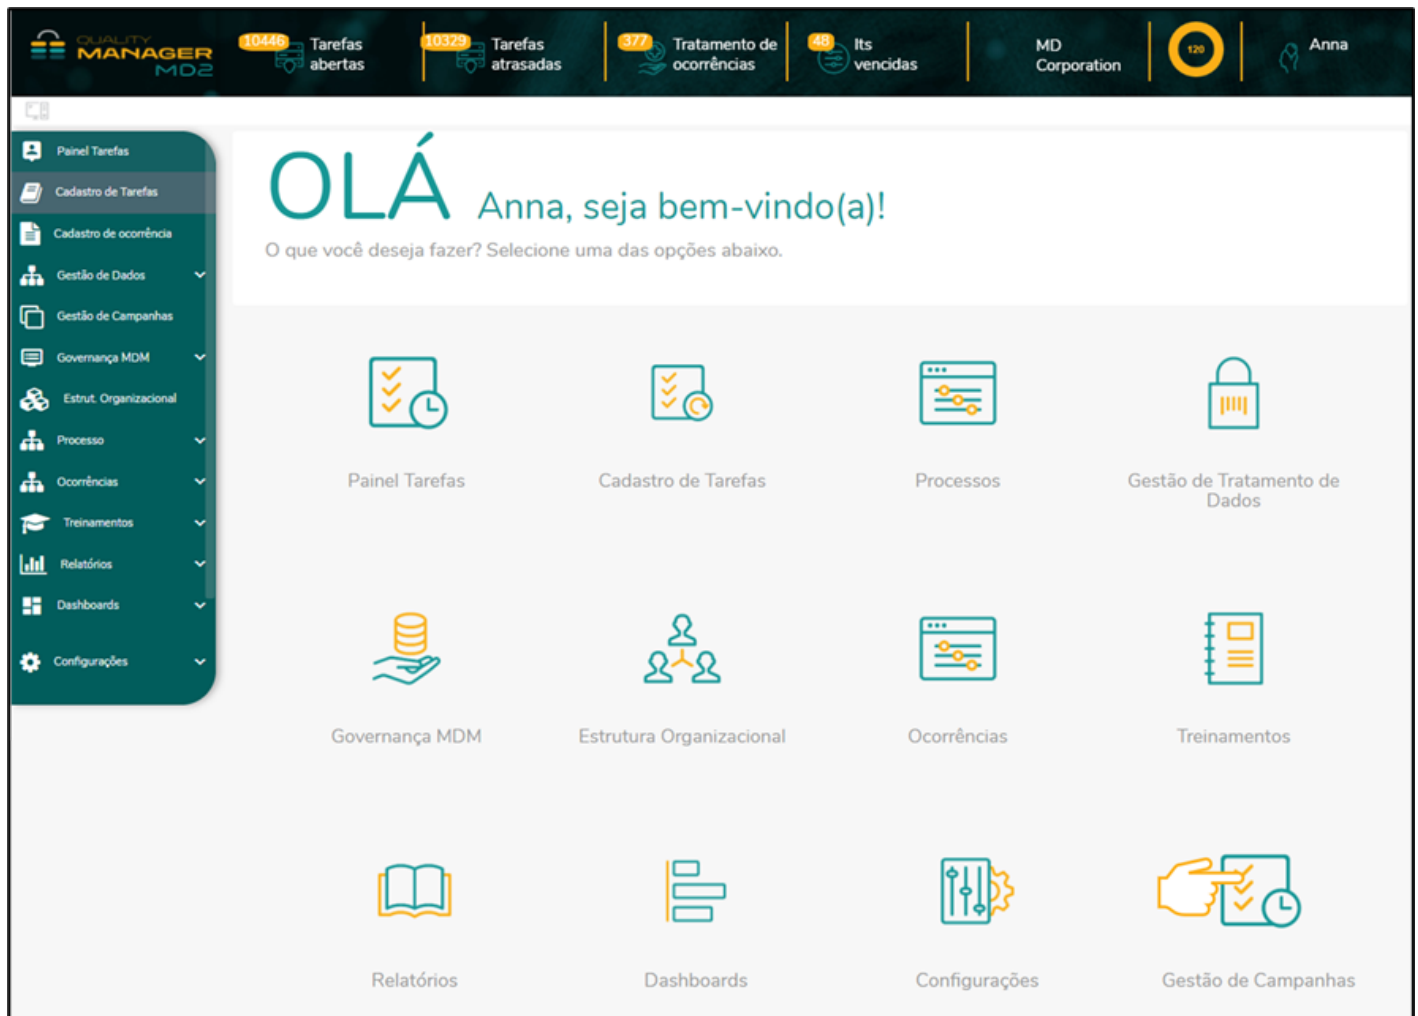 QUALITY
MANAGER
MD2
10446
Tarefas
abertas
10329
Tarefas
atrasadas
377
Tratamento de
ocorrências
48
Its
vencidas
MD
Corporation
120
Anna
Painel Tarefas
Cadastro de Tarefas
Cadastro de ocorrência
Gestão de Dados
Gestão de Campanhas
Governança MDM
Estrut. Organizacional
Processo
Ocorrências
Treinamentos
Relatórios
Dashboards
Configurações
OLÁ Anna, seja bem-vindo(a)!
O que você deseja fazer? Selecione uma das opções abaixo.
Painel Tarefas
Cadastro de Tarefas
Processos
Gestão de Tratamento de
Dados
Governança MDM
Estrutura Organizacional
Ocorrências
Treinamentos
Relatórios
Dashboards
Configurações
Gestão de Campanhas